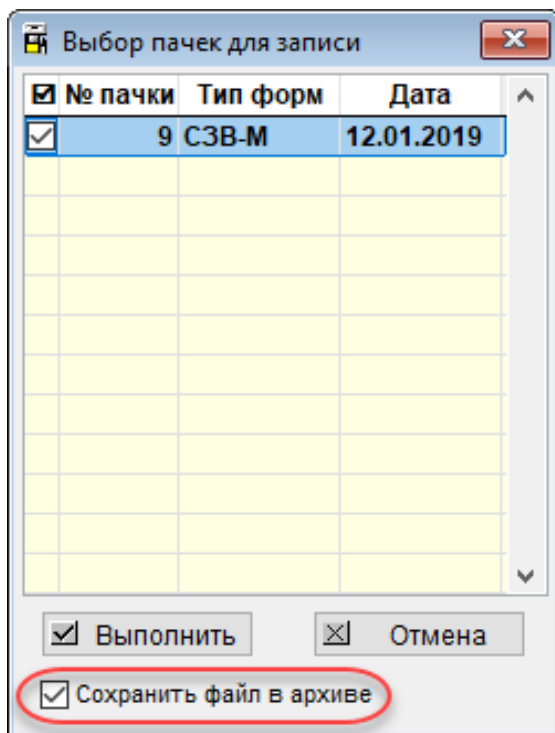 Выбор пачек для записи
№ пачки Тип форм Дата
9 СЗВ-М 12.01.2019
Выполнить Отмена
Сохранить файл в архиве